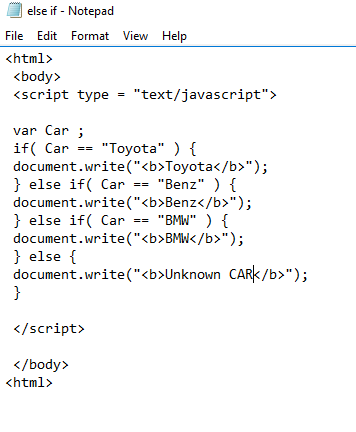 else if - Notepad
File Edit Format View Help
<html>
<body>
<script type = "text/javascript">
var Car ;
if( Car == "Toyota" ) {
document.write("<b>Toyota</b>");
} else if( Car == "Benz" ) {
document.write("<b>Benz</b>");
} else if( Car == "BMW" ) {
document.write("<b>BMW</b>");
} else {
document.write("<b>Unknown CAR</b>");
}
</script>
</body>
<html>